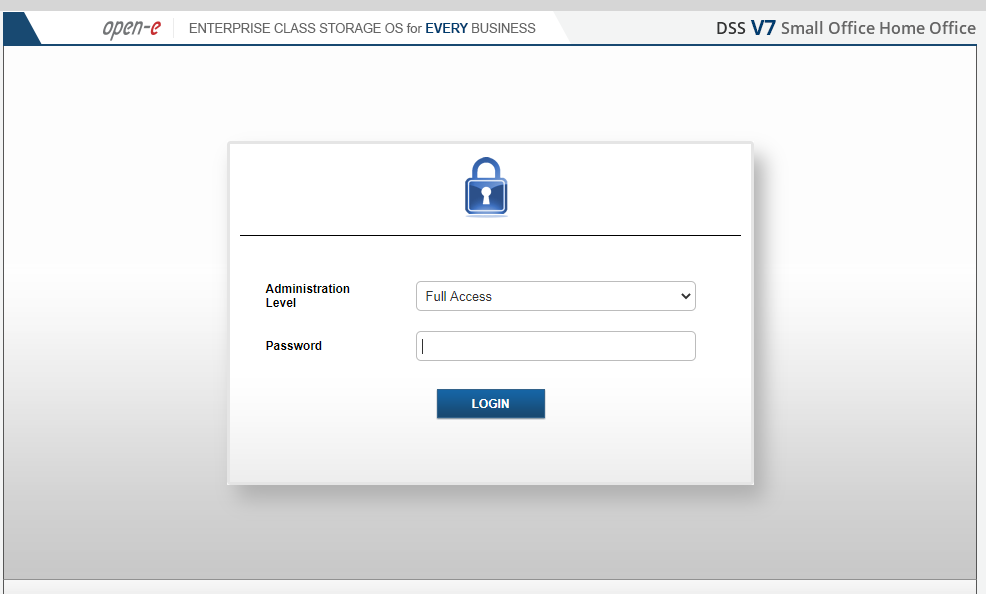 open-e ENTERPRISE CLASS STORAGE OS for EVERY BUSINESS DSS V7 Small Office Home Office
Administration
Level
Full Access
Password
LOGIN